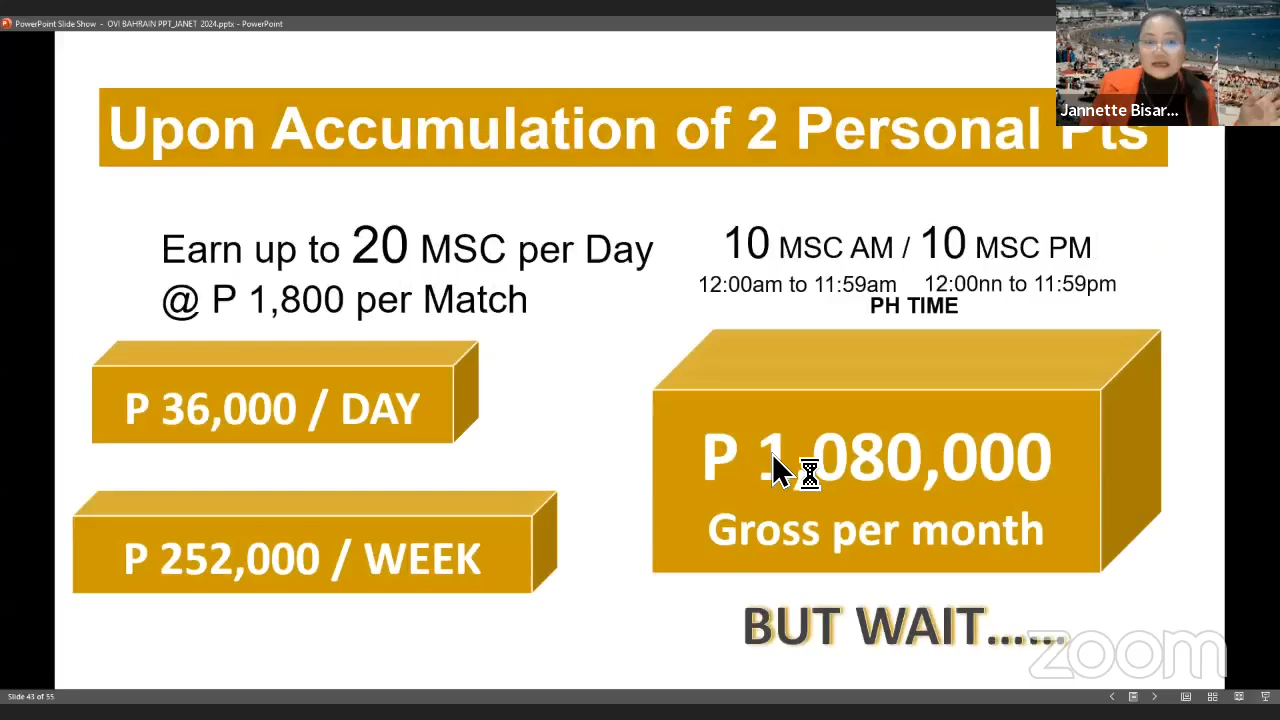 PowerPoint Slide Show - OVI BAHRAIN PPT_JANET 2024.pptx - PowerPoint
Jannette Bisar...
Upon Accumulation of 2 Personal Pts
Earn up to 20 MSC per Day
@ P 1,800 per Match
10 MSC AM / 10 MSC PM
12:00am to 11:59am 12:00nn to 11:59pm
PH TIME
P 36,000 / DAY
P 252,000 / WEEK
P 1,080,000
Gross per month
BUT WAIT......
zoom
Slide 43 of 55